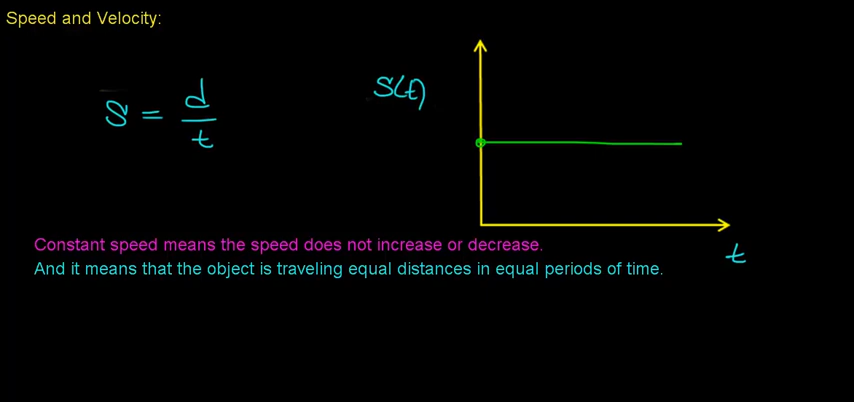 Speed and Velocity:
S = d/t
S(t)
t
Constant speed means the speed does not increase or decrease.
And it means that the object is traveling equal distances in equal periods of time.